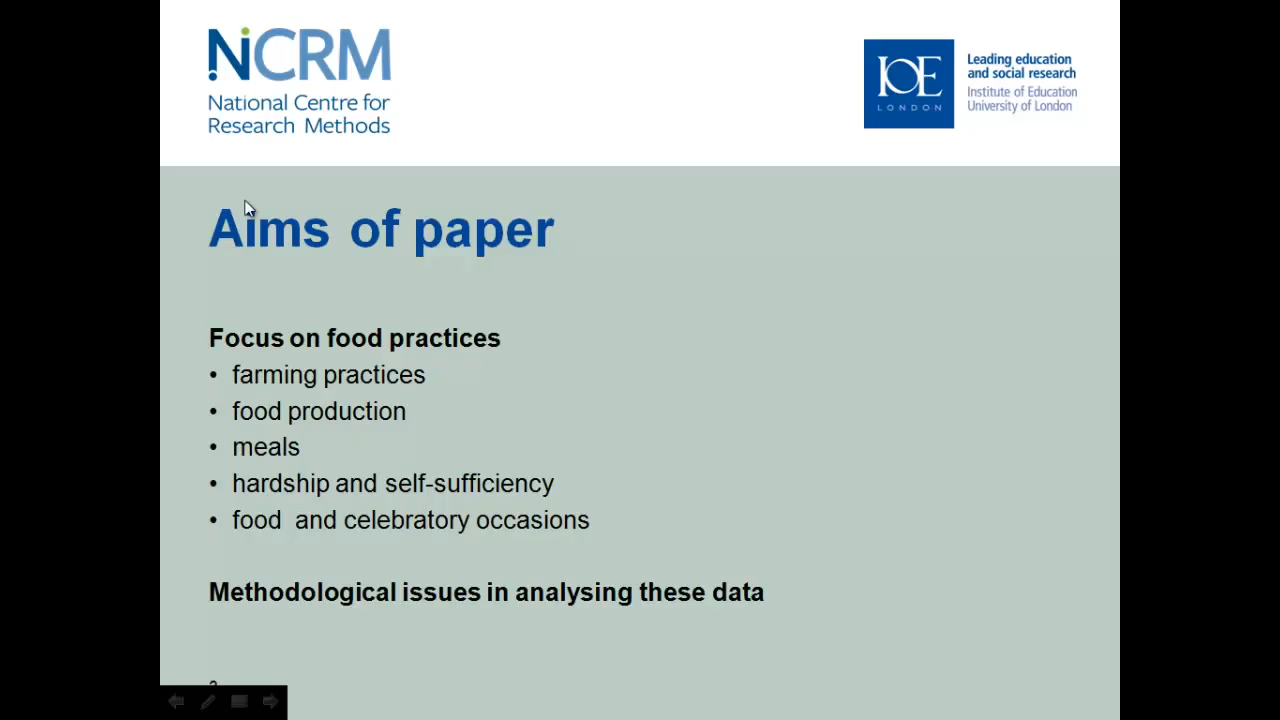 NCRM
National Centre for
Research Methods
IOE
LONDON
Leading education
and social research
Institute of Education
University of London
Aims of paper
Focus on food practices
• farming practices
• food production
• meals
• hardship and self-sufficiency
• food and celebratory occasions
Methodological issues in analysing these data